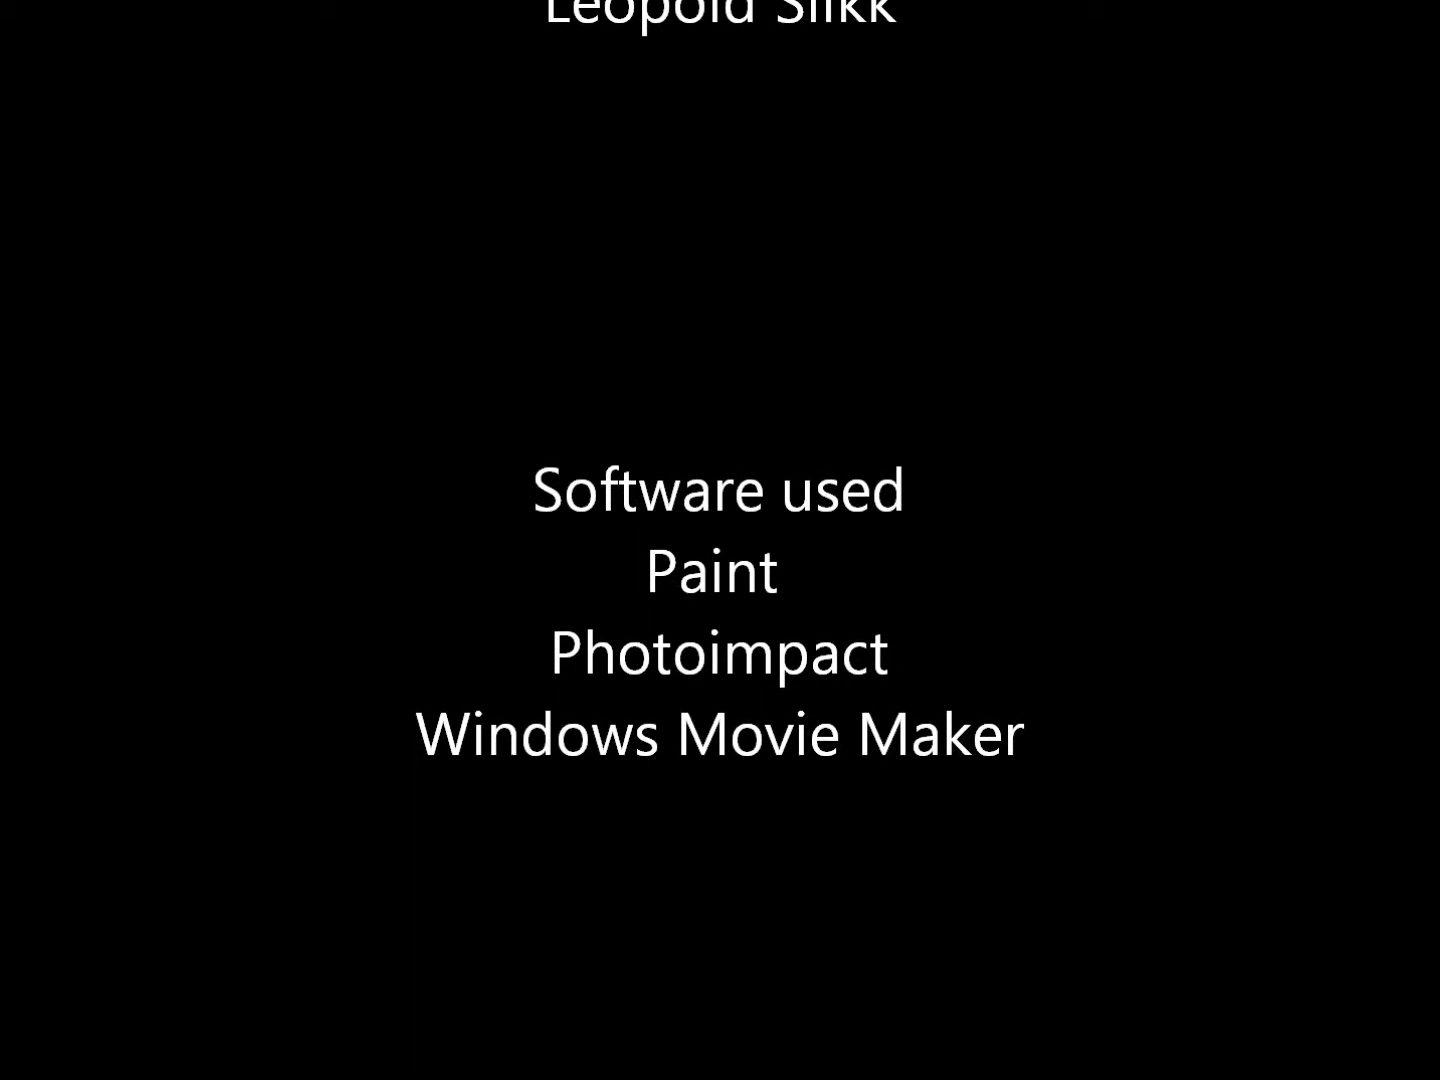 Leopold Slikk
Software used
Paint
Photoimpact
Windows Movie Maker